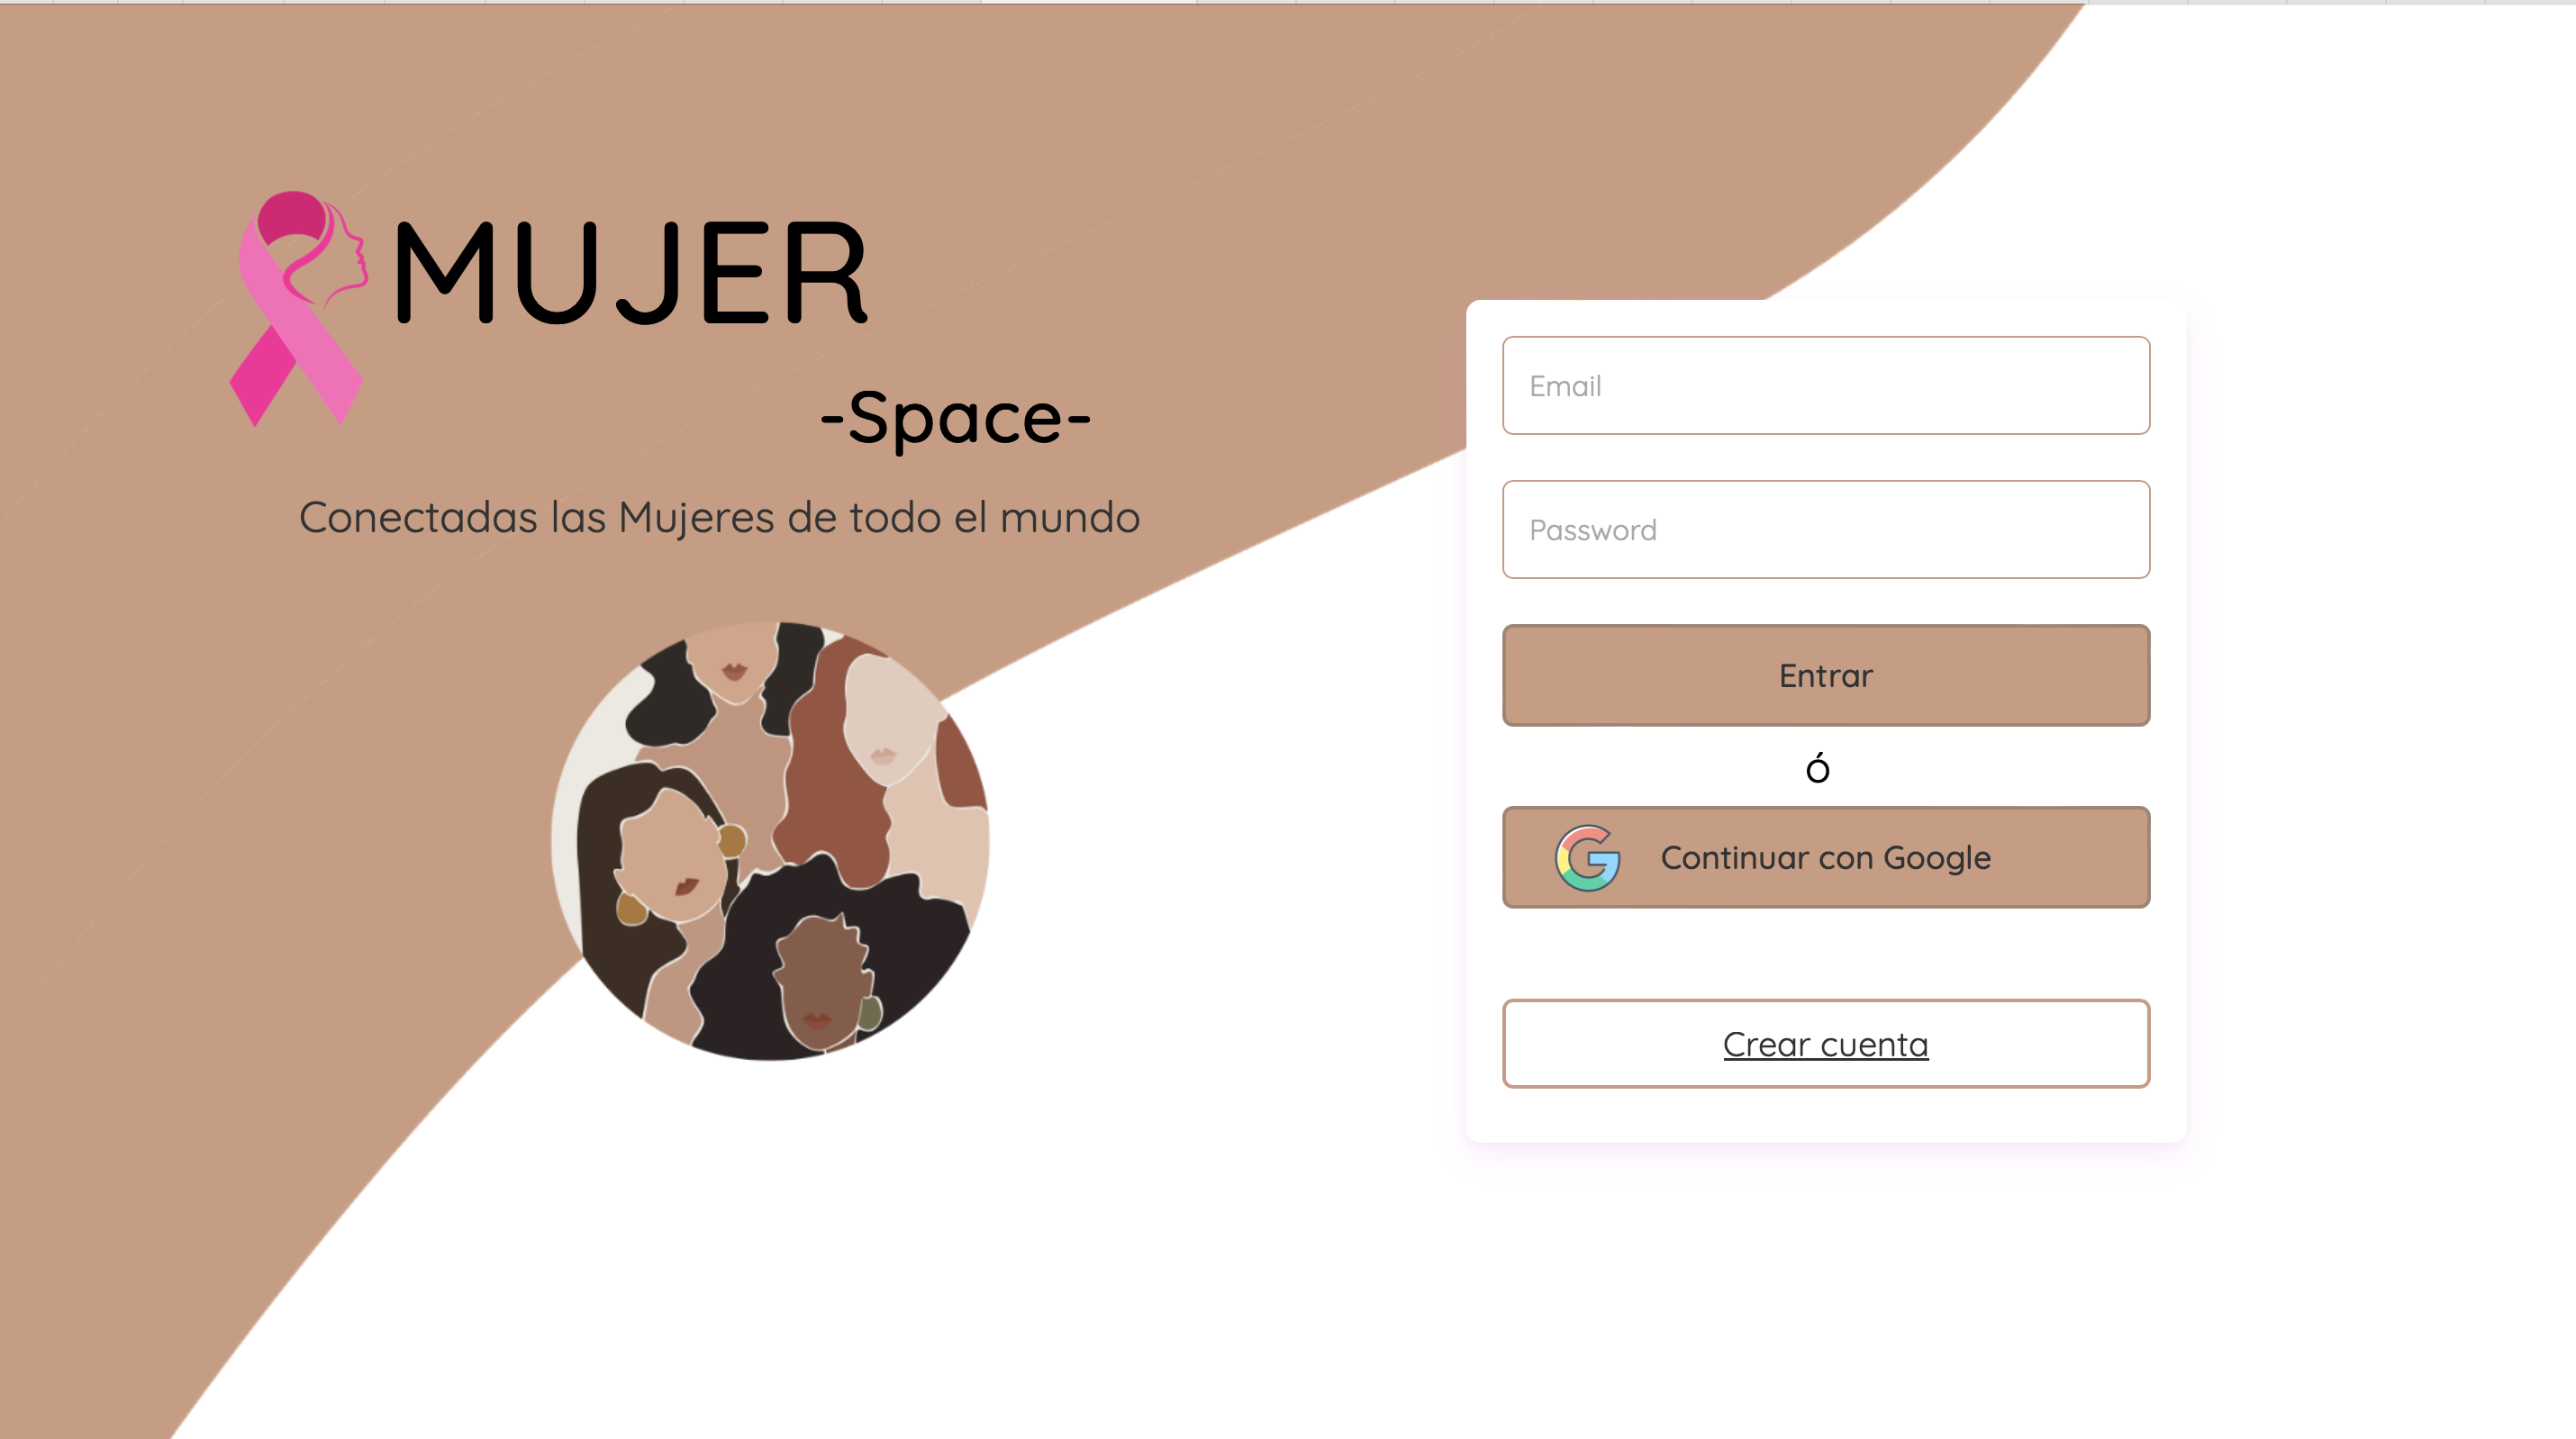 MUJER
-Space-
Conectadas las Mujeres de todo el mundo
Email
Password
Entrar
Ó
Continuar con Google
Crear cuenta